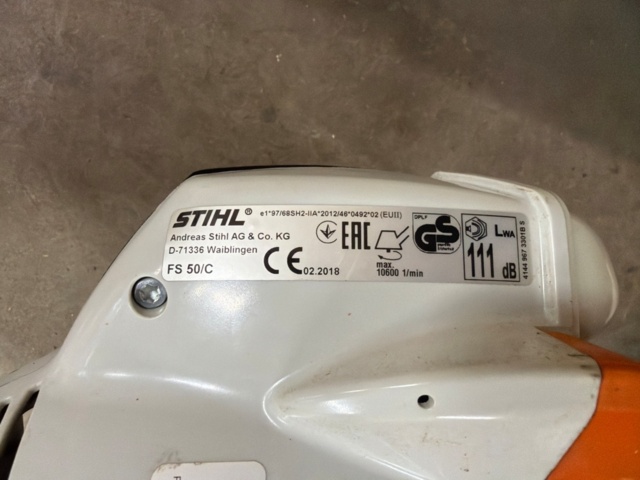 STIHL®
e1*97/68SH2-IIA*2012/46*0492*02 (EUII)
Andreas Stihl AG & Co. KG
D-71336 Waiblingen
FS 50/C
CE 02.2018
EAC
max.
10600 1/min
DPLF
GS
LWA
111 dB
4144 967 3301B S